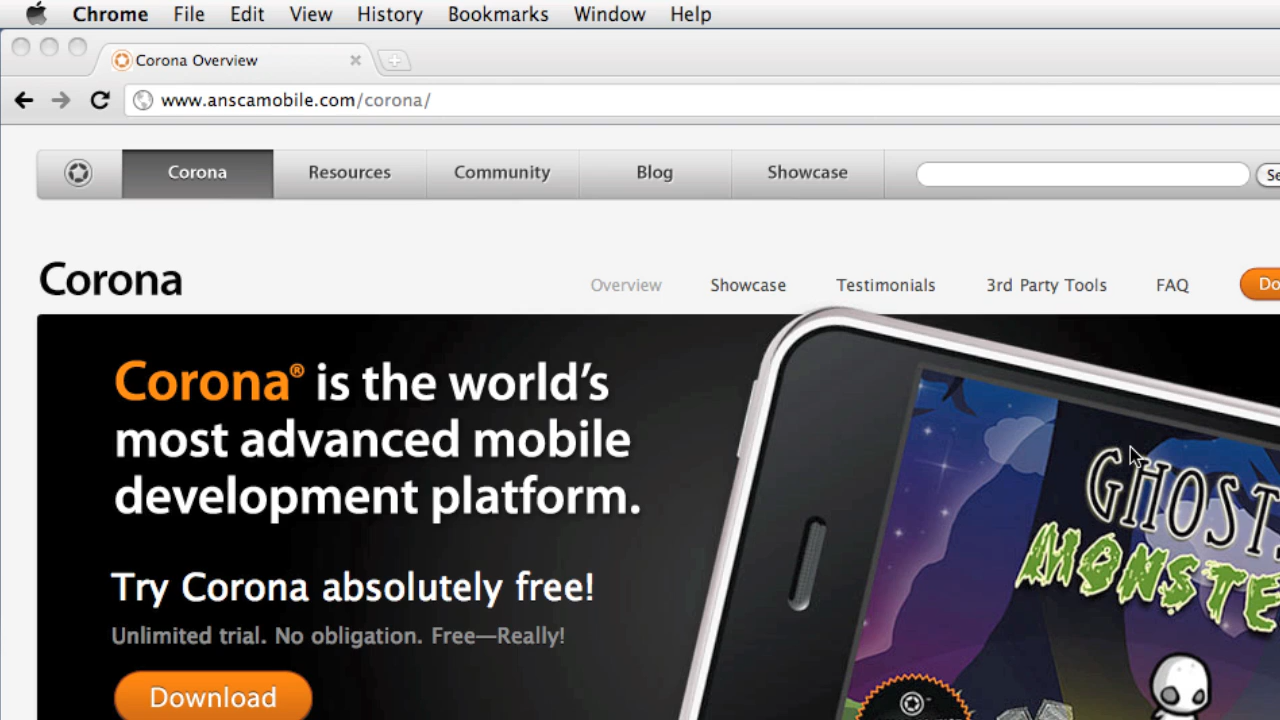 Chrome File Edit View History Bookmarks Window Help
Corona Overview
www.anscamobile.com/corona/
Corona Resources Community Blog Showcase
Corona
Overview Showcase Testimonials 3rd Party Tools FAQ
Corona® is the world's
most advanced mobile
development platform.
GHOST
MONSTE
Try Corona absolutely free!
Unlimited trial. No obligation. Free—Really!
Download